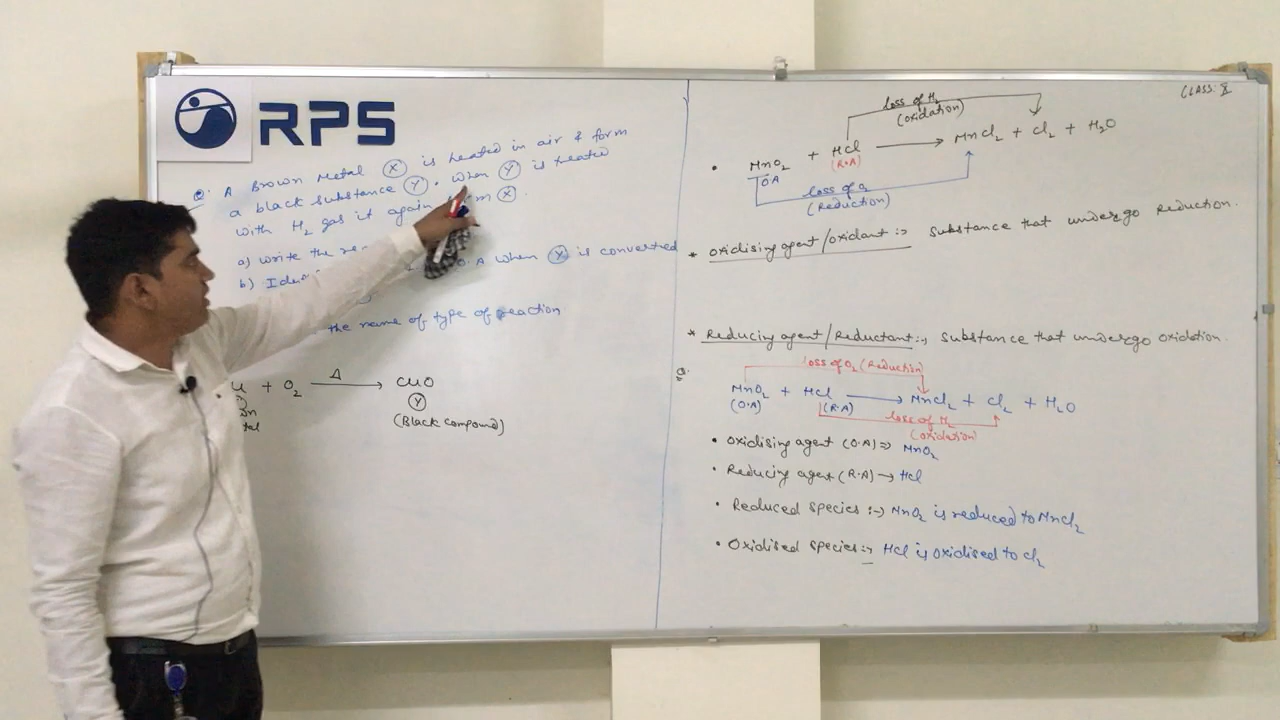 RPS
Q. A Brown Metal X is heated in air & form
a black substance Y. When Y is heated
with H2 gas it again X.
a) write the
b) O.A when is converted
the name of type of reaction
+ O2 Δ → CuO
Y
(Black compound)
CLASS: X
loss of H2
(oxidation)
• MnO2 + HCl → MnCl2 + Cl2 + H2O
OA (R.A)
loss of O2
(Reduction)
* oxidising agent/oxidant :> substance that undergo reduction.
* Reducing agent/Reductant :> substance that undergo oxidation.
Q.
loss of O2 (Reduction)
MnO2 + HCl → MnCl2 + Cl2 + H2O
(O.A) (R.A)
loss of H2
(oxidation)
• oxidising agent (O.A) => MnO2
• Reducing agent (R.A) → HCl
• Reduced species :-> MnO2 is reduced to MnCl2
• Oxidised species :-> HCl is oxidised to Cl2